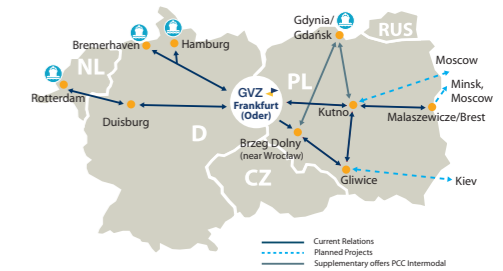 Gdynia/
Gdańsk
RUS
Bremerhaven
Hamburg
NL
Moscow
Rotterdam
GVZ
Frankfurt
(Oder)
PL
Minsk,
Moscow
Kutno
Malaszewicze/Brest
Duisburg
D
Brzeg Dolny
(near Wrocław)
CZ
Gliwice
Kiev
Current Relations
Planned Projects
Supplementary offers PCC Intermodal